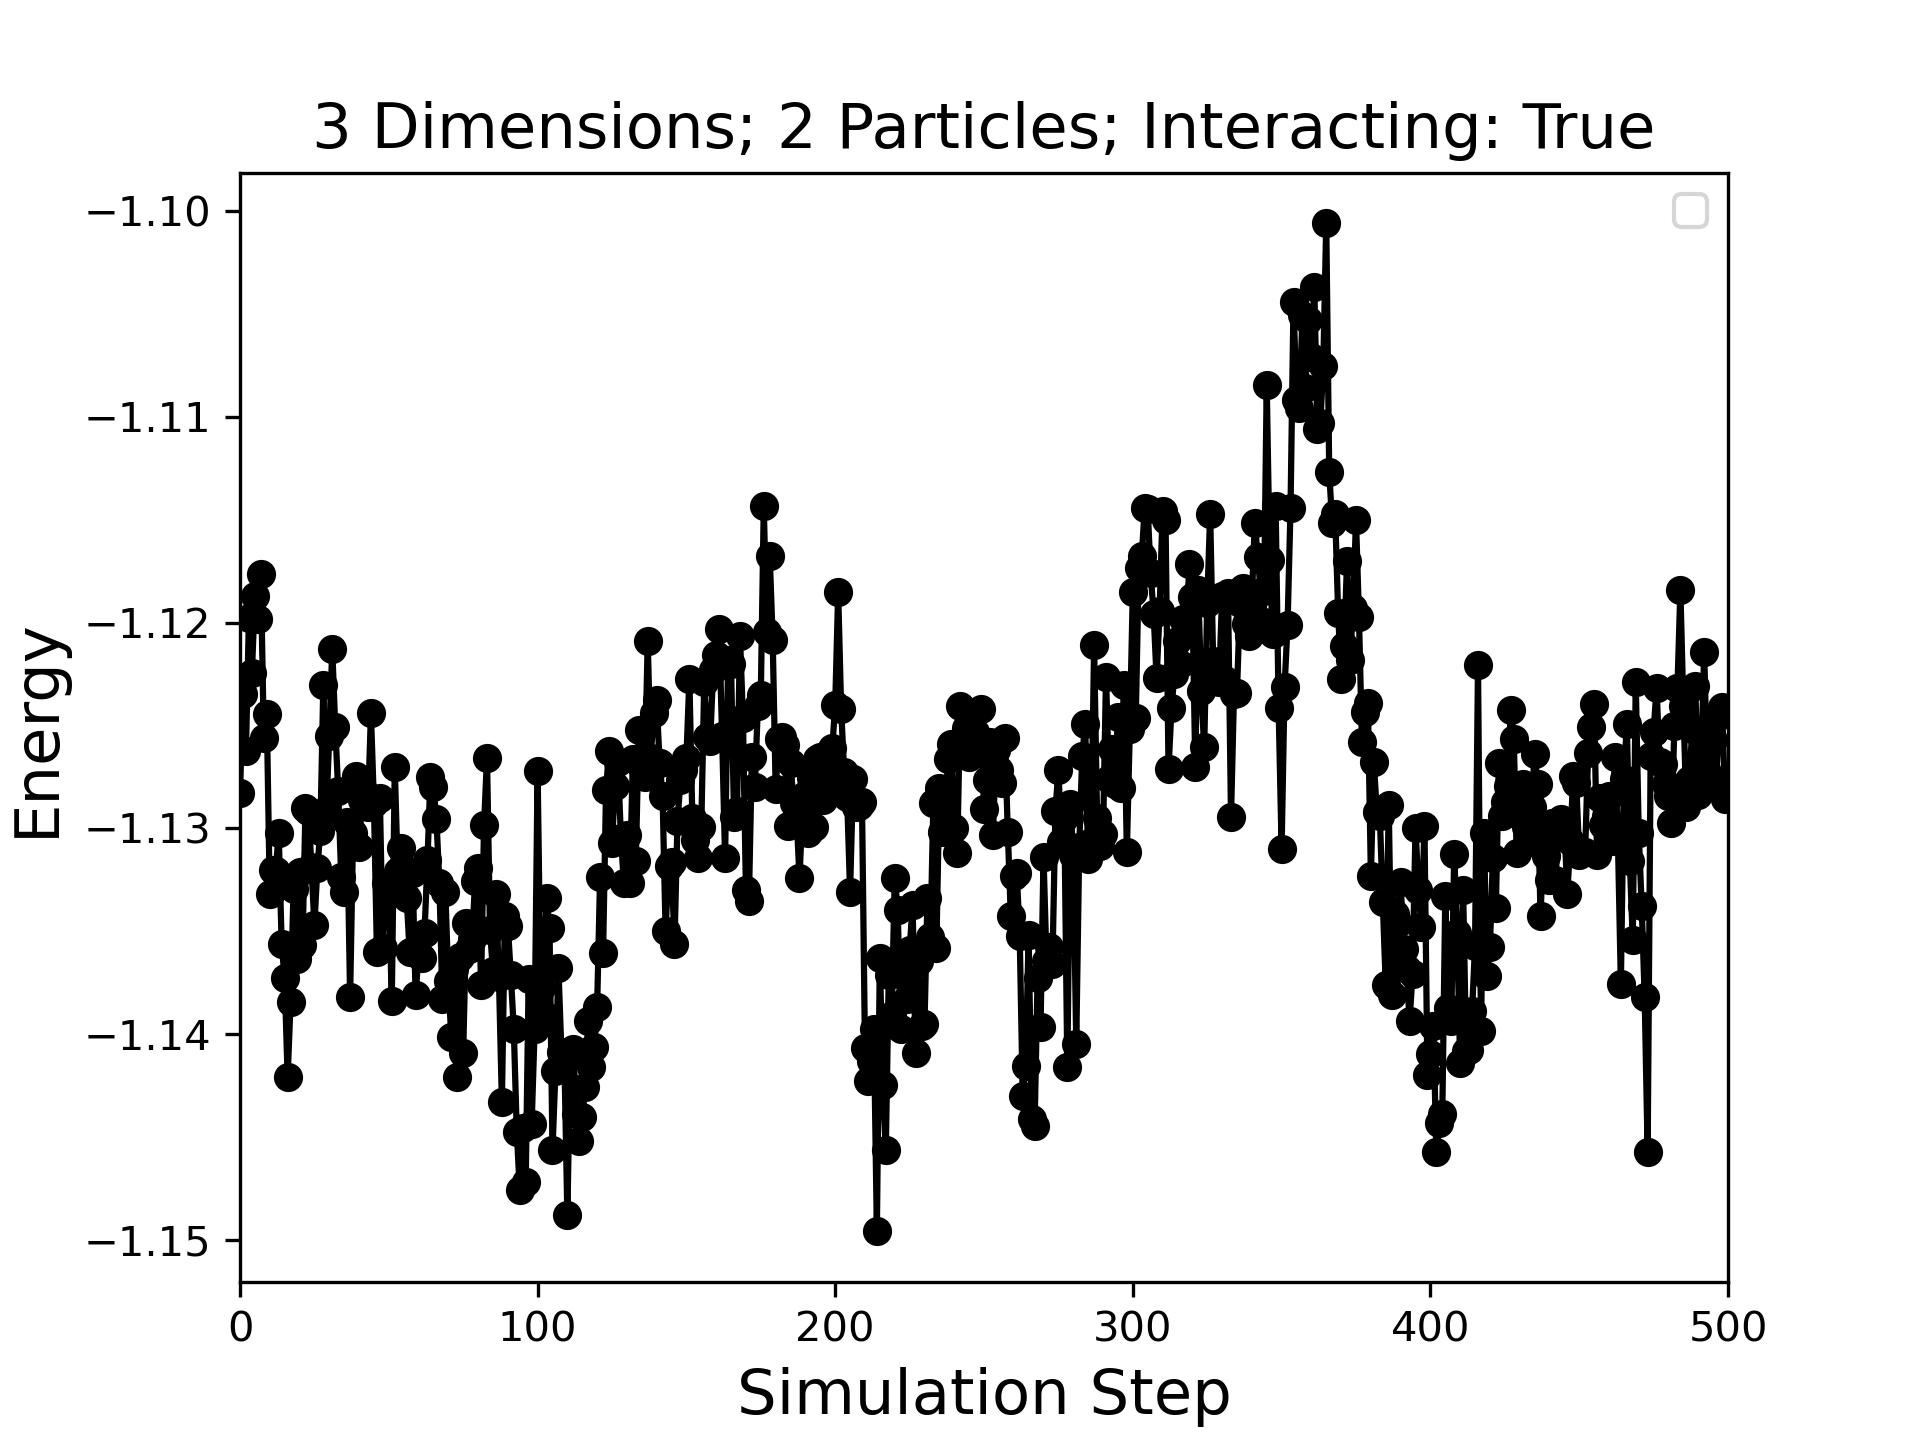 3 Dimensions; 2 Particles; Interacting: True
−1.10
−1.11
−1.12
−1.13
−1.14
−1.15
Energy
0 100 200 300 400 500
Simulation Step